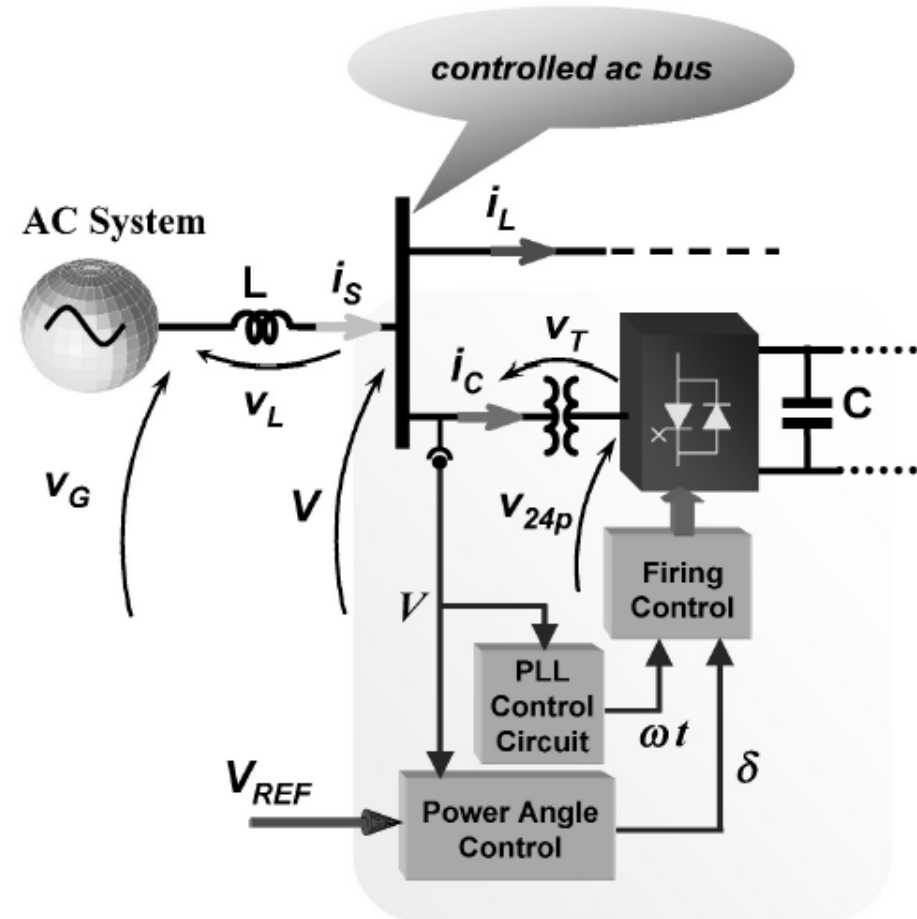 controlled ac bus
i_L
AC System
L
i_S
v_T
i_C
v_L
C
v_G
V
v_24p
Firing
Control
V
PLL
Control
Circuit
ωt
δ
V_REF
Power Angle
Control